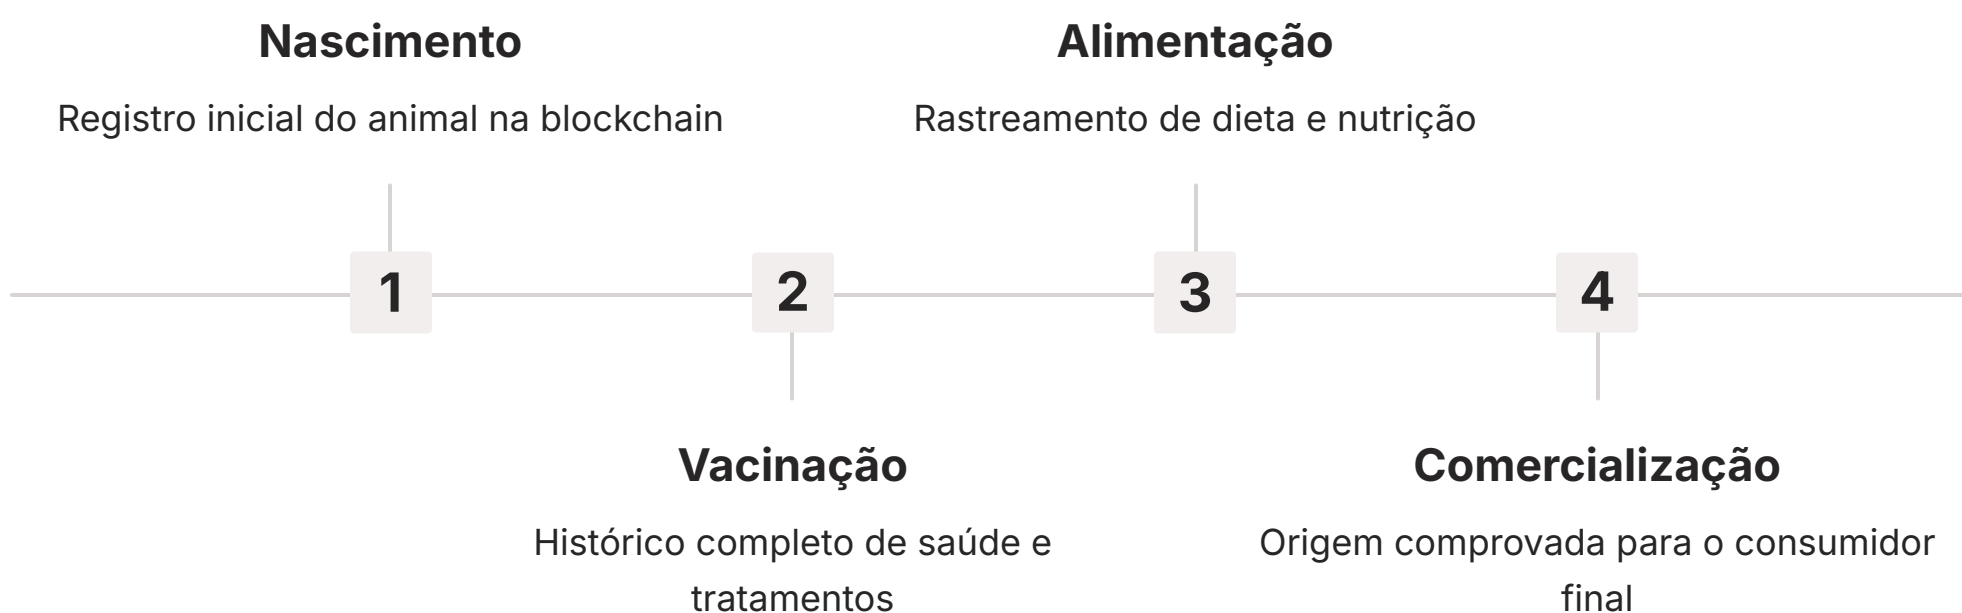 Nascimento
Registro inicial do animal na blockchain
Alimentação
Rastreamento de dieta e nutrição
1
2
3
4
Vacinação
Histórico completo de saúde e
tratamentos
Comercialização
Origem comprovada para o consumidor
final